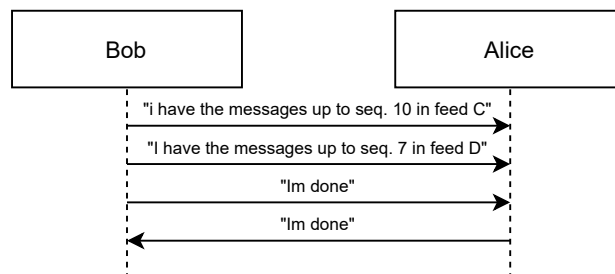 Bob
Alice
"i have the messages up to seq. 10 in feed C"
"I have the messages up to seq. 7 in feed D"
"Im done"
"Im done"